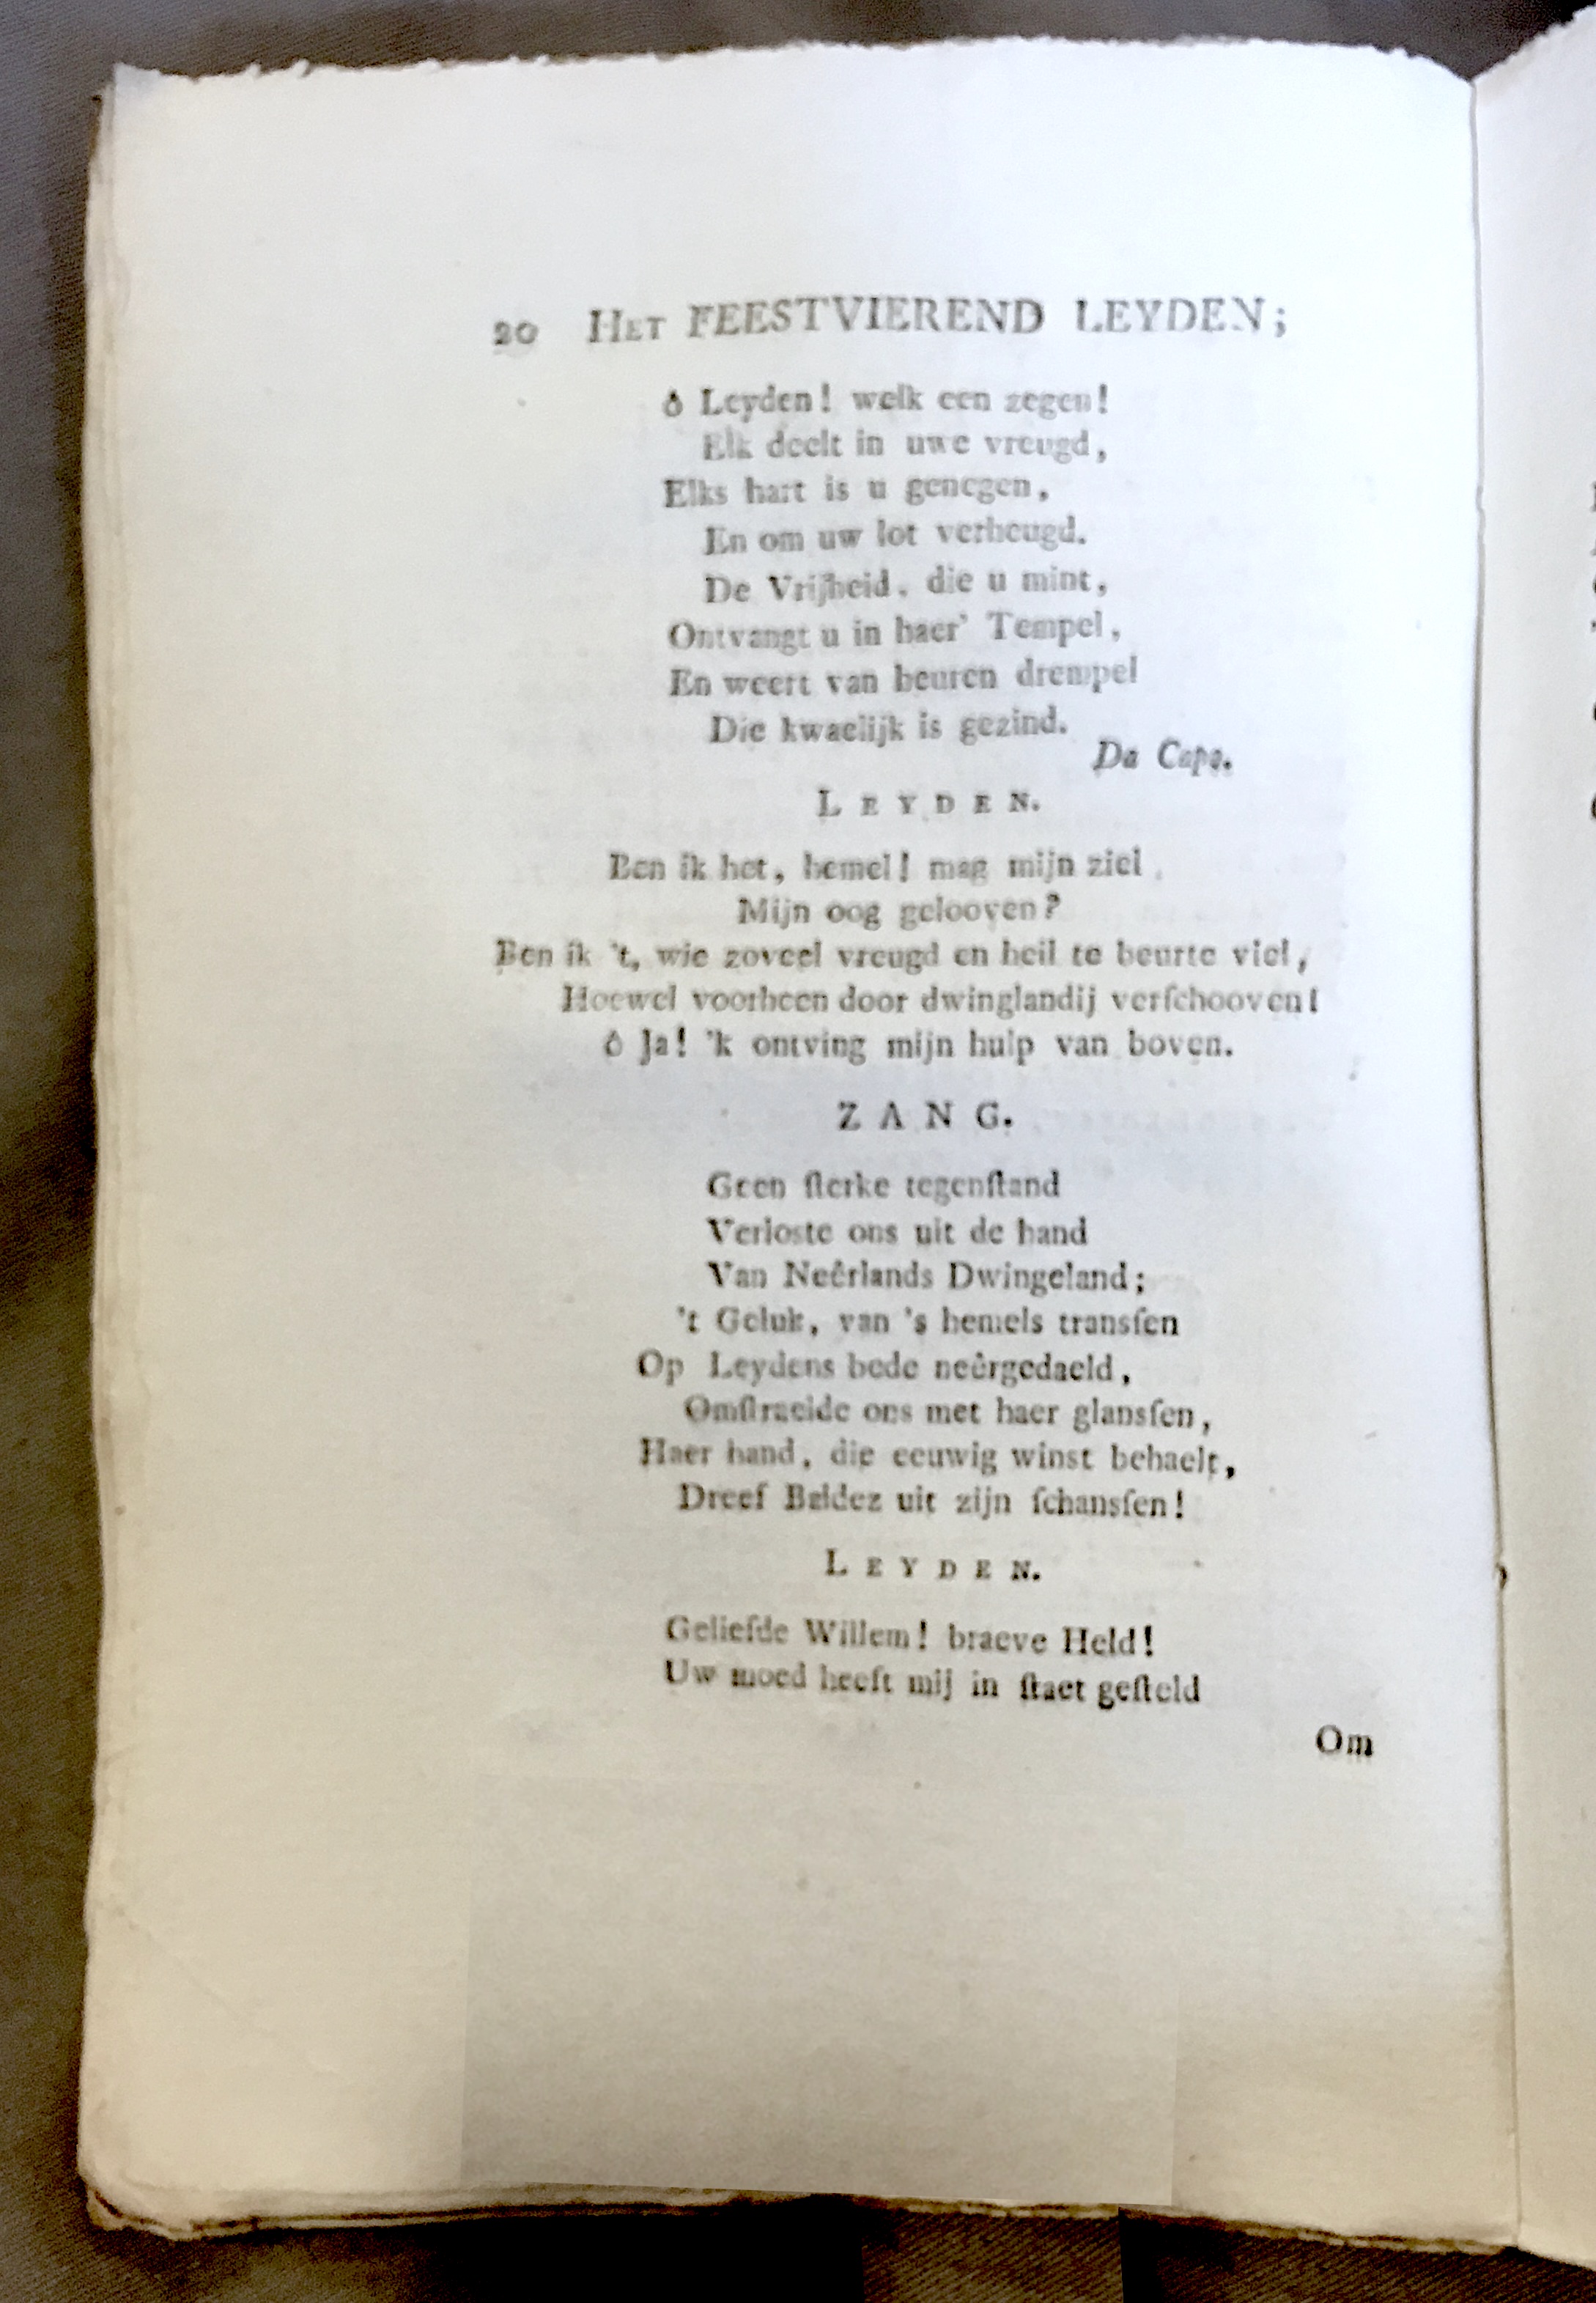 20 HET FEESTVIEREND LEYDEN;
ô Leyden! welk een zegen!
Elk deelt in uwe vreugd,
Elks hart is u genegen,
En om uw lot verheugd.
De Vrijheid, die u mint,
Ontvangt u in haer' Tempel,
En weert van heuren drempel
Die kwaelijk is gezind.
Da Capo.
LEYDEN.
Ben ik het, hemel! mag mijn ziel
Mijn oog gelooven?
Ben ik 't, wie zoveel vreugd en heil te beurte viel,
Hoewel voorheen door dwinglandij verſchooven!
ô Ja! 'k ontving mijn hulp van boven.
ZANG.
Geen ſterke tegenſtand
Verloste ons uit de hand
Van Neêrlands Dwingeland;
't Geluk, van 's hemels transſen
Op Leydens bede neêrgedaeld,
Omſtraelde ons met haer glansſen,
Haer hand, die eeuwig winst behaelt,
Dreef Baldez uit zijn ſchansſen!
LEYDEN.
Geliefde Willem! braeve Held!
Uw moed heeft mij in ſtaet geſteld
Om